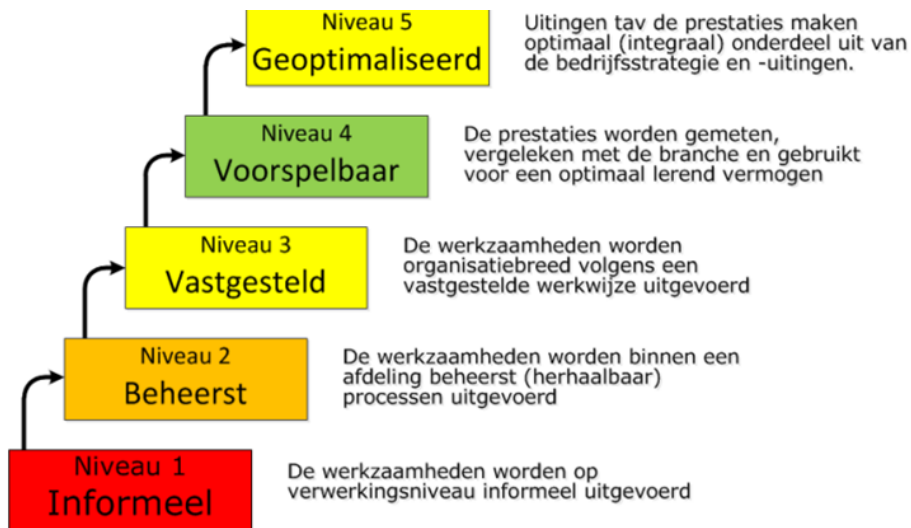 Niveau 5
Geoptimaliseerd
Uitingen tav de prestaties maken
optimaal (integraal) onderdeel uit van
de bedrijfsstrategie en -uitingen.
Niveau 4
Voorspelbaar
De prestaties worden gemeten,
vergeleken met de branche en gebruikt
voor een optimaal lerend vermogen
Niveau 3
Vastgesteld
De werkzaamheden worden
organisatiebreed volgens een
vastgestelde werkwijze uitgevoerd
Niveau 2
Beheerst
De werkzaamheden worden binnen een
afdeling beheerst (herhaalbaar)
processen uitgevoerd
Niveau 1
Informeel
De werkzaamheden worden op
verwerkingsniveau informeel uitgevoerd